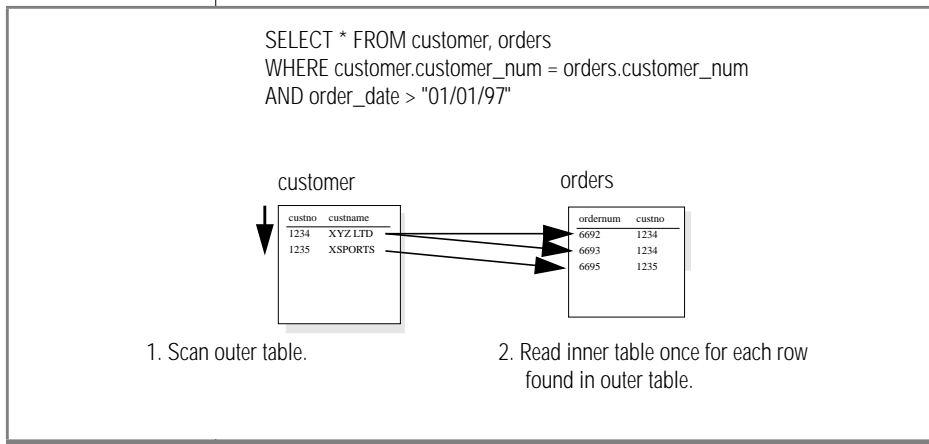 SELECT * FROM customer, orders
WHERE customer.customer_num = orders.customer_num
AND order_date > "01/01/97"
customer
custno custname
1234 XYZ LTD
1235 XSPORTS
orders
ordernum custno
6692 1234
6693 1234
6695 1235
1. Scan outer table.
2. Read inner table once for each row
found in outer table.